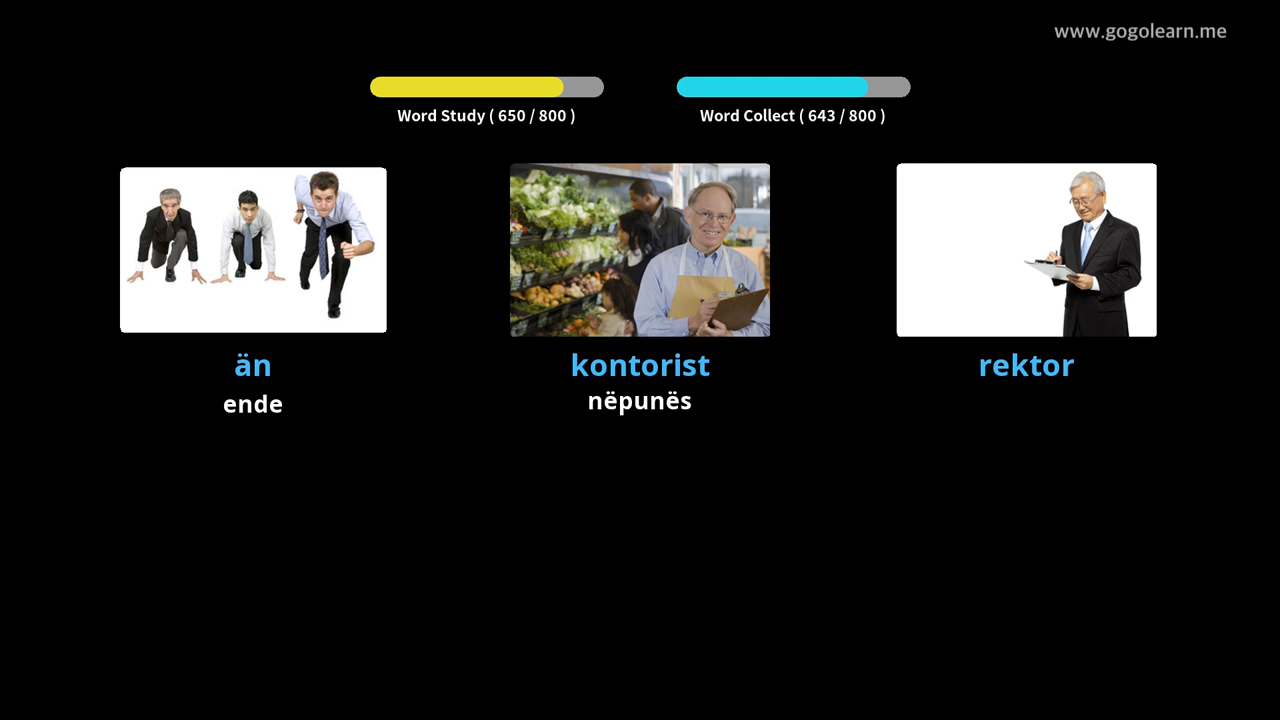 www.gogolearn.me
Word Study ( 650 / 800 )
Word Collect ( 643 / 800 )
än
ende
kontorist
nëpunës
rektor